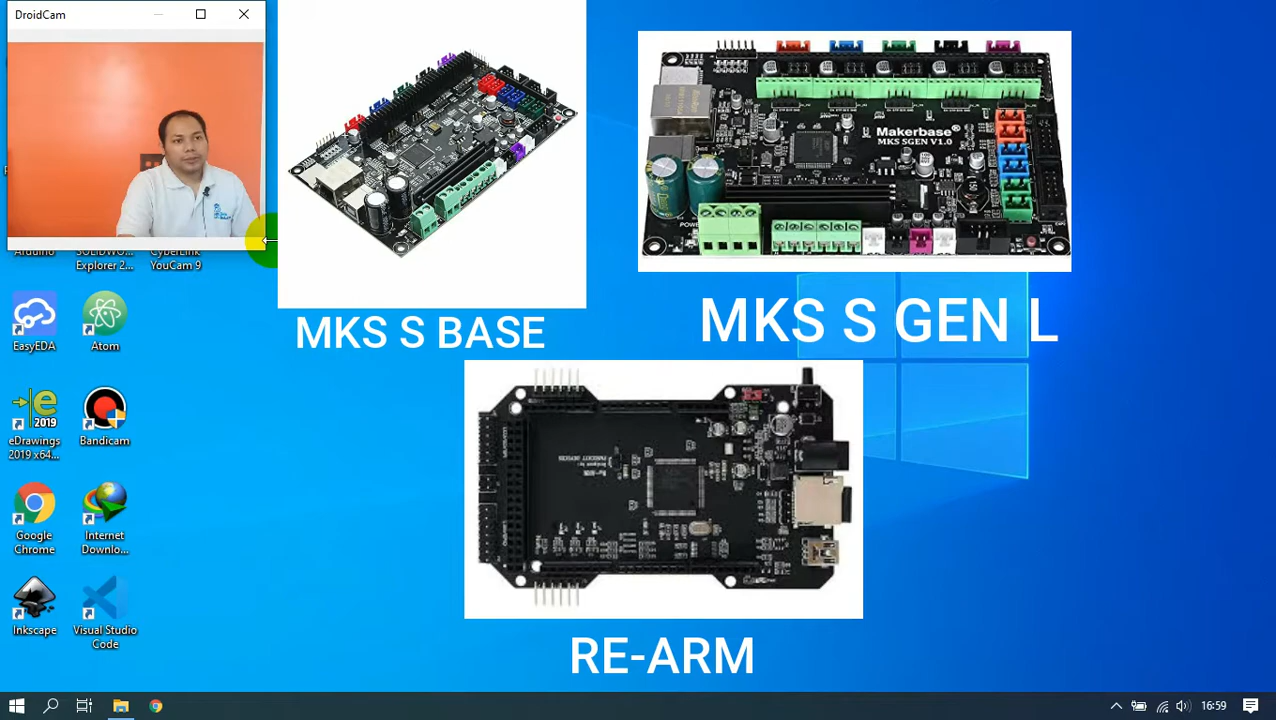 DroidCam
Makerbase®
MKS SGEN V1.0
POWER
MKS S BASE
MKS S GEN L
RE-ARM
Arduino
SOLIDWO...
Explorer 2...
CyberLink
YouCam 9
EasyEDA
Atom
eDrawings
2019 x64...
Bandicam
2019
Google
Chrome
Internet
Downlo...
Inkscape
Visual Studio
Code
16:59